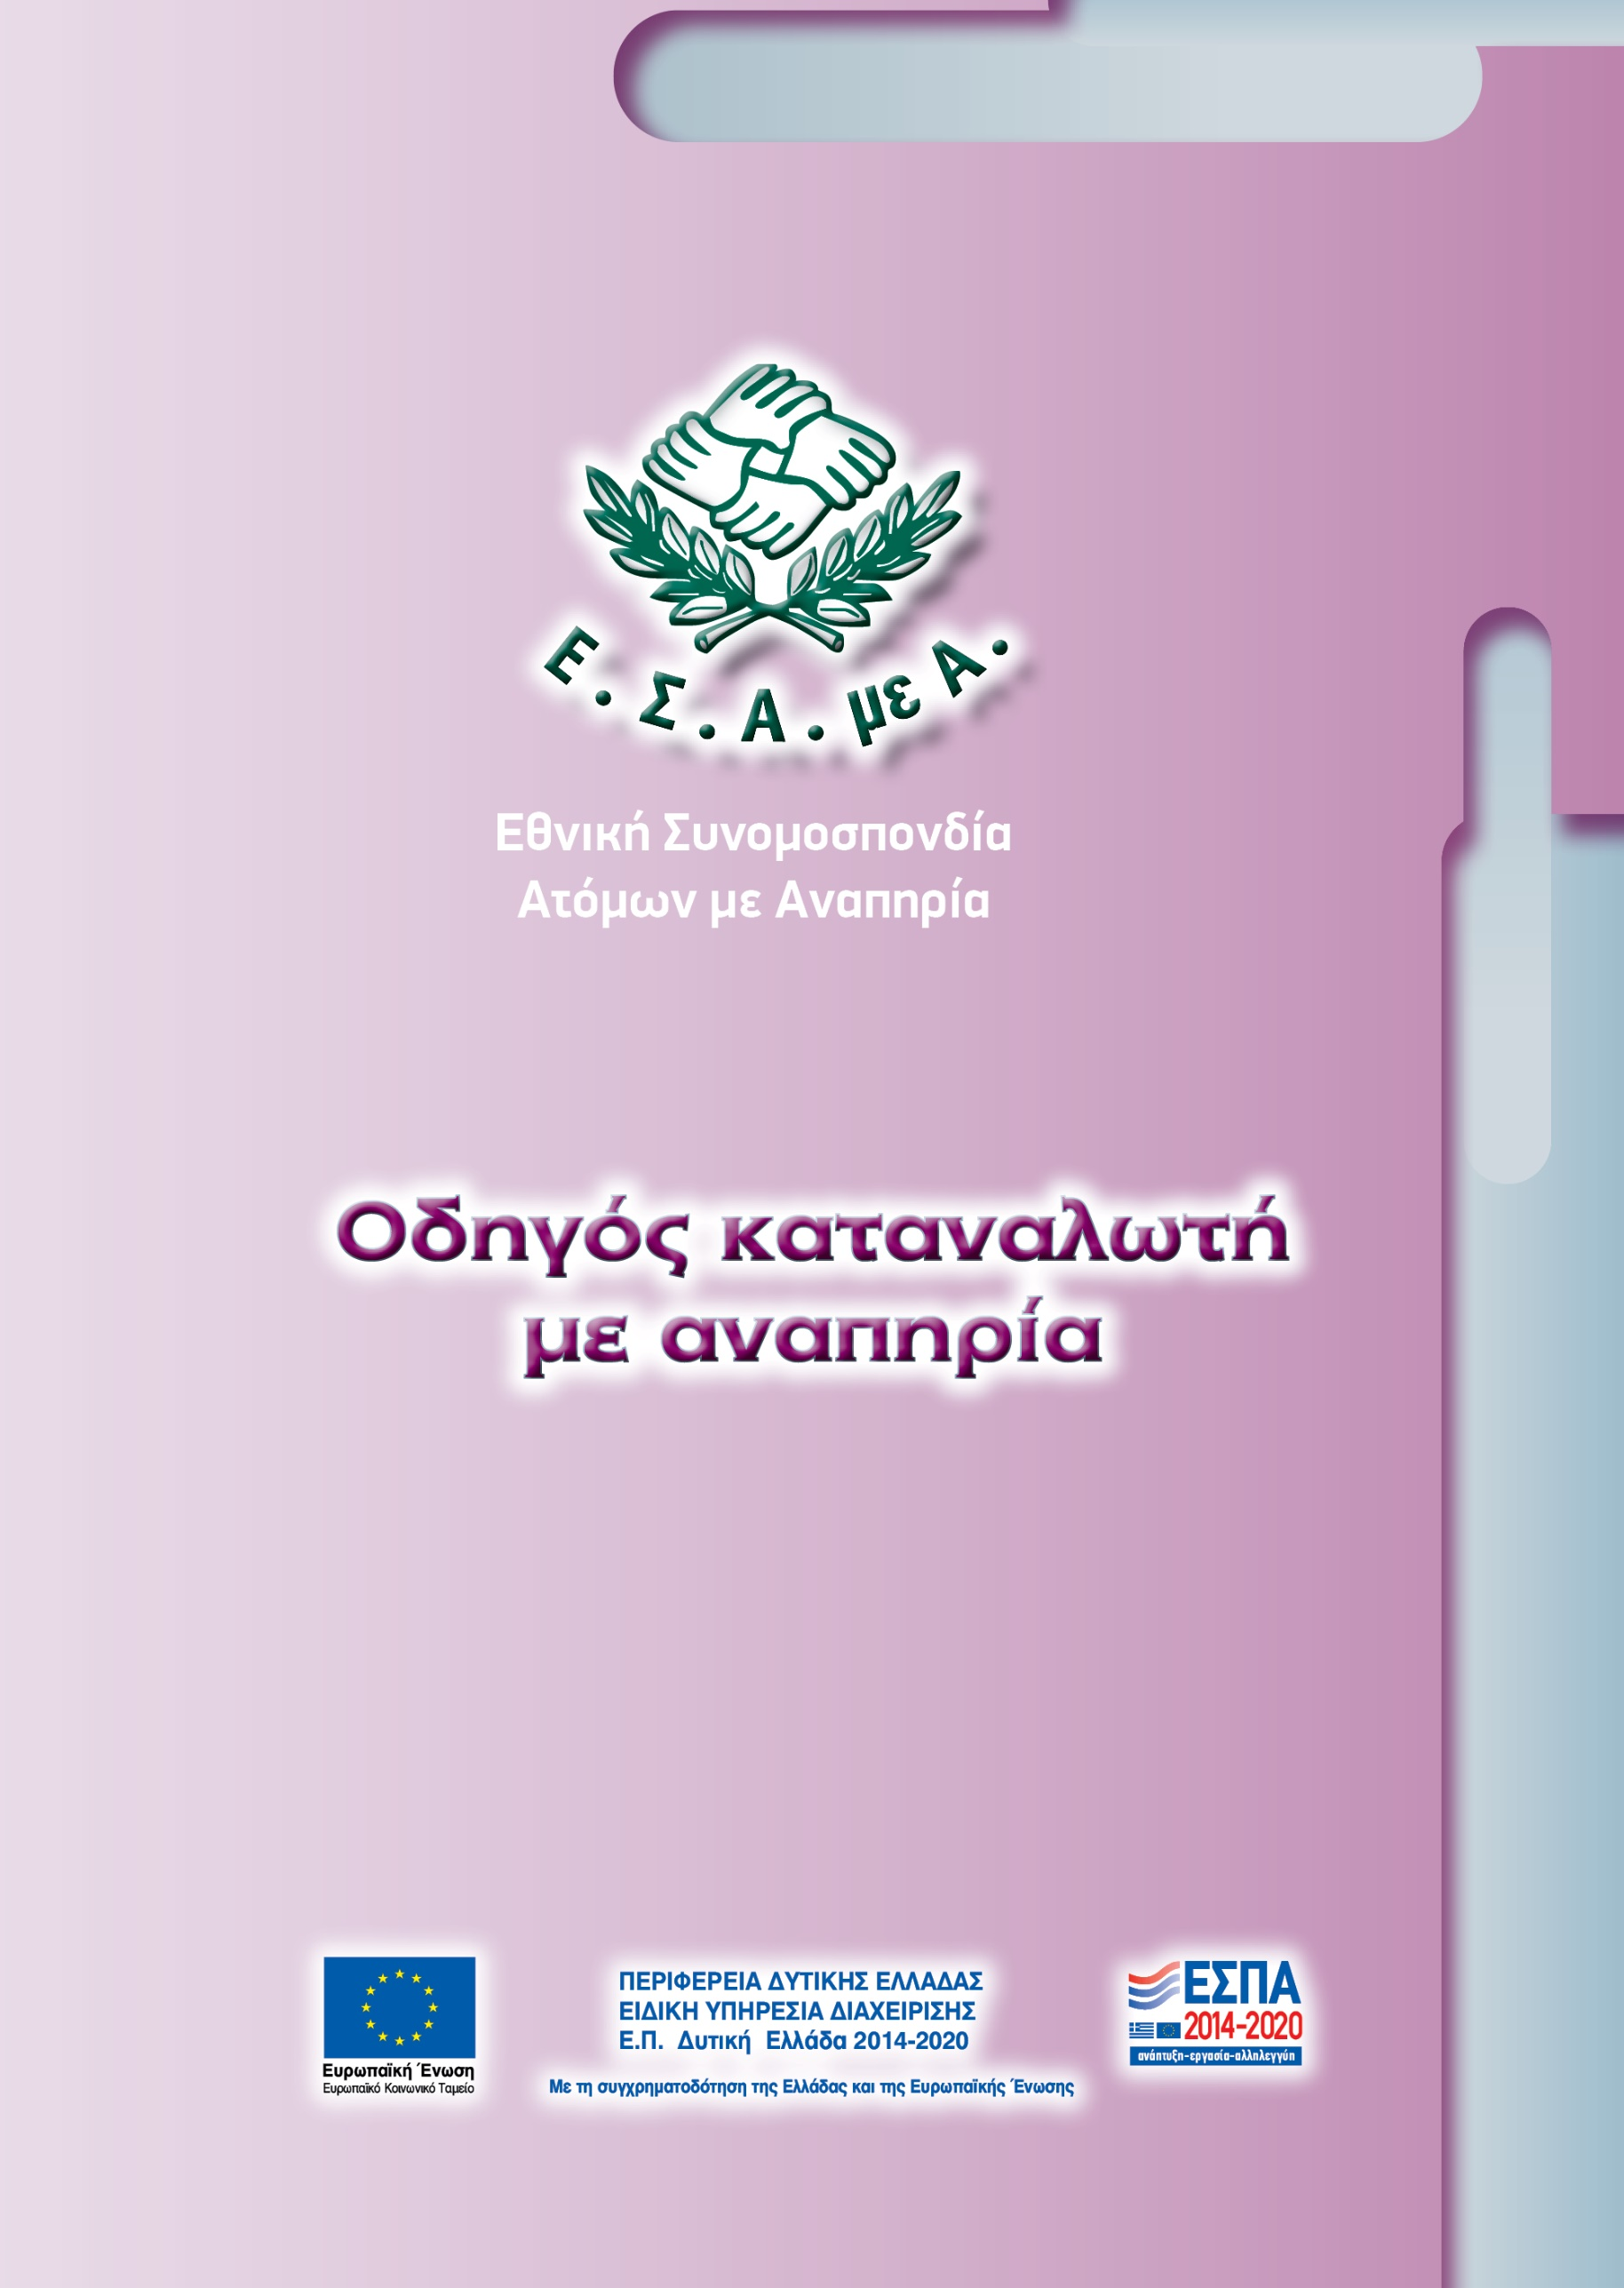 Ε.Σ.Α.με Α.
Εθνική Συνομοσπονδία
Ατόμων με Αναπηρία
Οδηγός καταναλωτή
με αναπηρία
Ευρωπαϊκή Ένωση
Ευρωπαϊκό Κοινωνικό Ταμείο
ΠΕΡΙΦΕΡΕΙΑ ΔΥΤΙΚΗΣ ΕΛΛΑΔΑΣ
ΕΙΔΙΚΗ ΥΠΗΡΕΣΙΑ ΔΙΑΧΕΙΡΙΣΗΣ
Ε.Π. Δυτική Ελλάδα 2014-2020
Με τη συγχρηματοδότηση της Ελλάδας και της Ευρωπαϊκής Ένωσης
ΕΣΠΑ
2014-2020
ανάπτυξη-εργασία-αλληλεγγύη